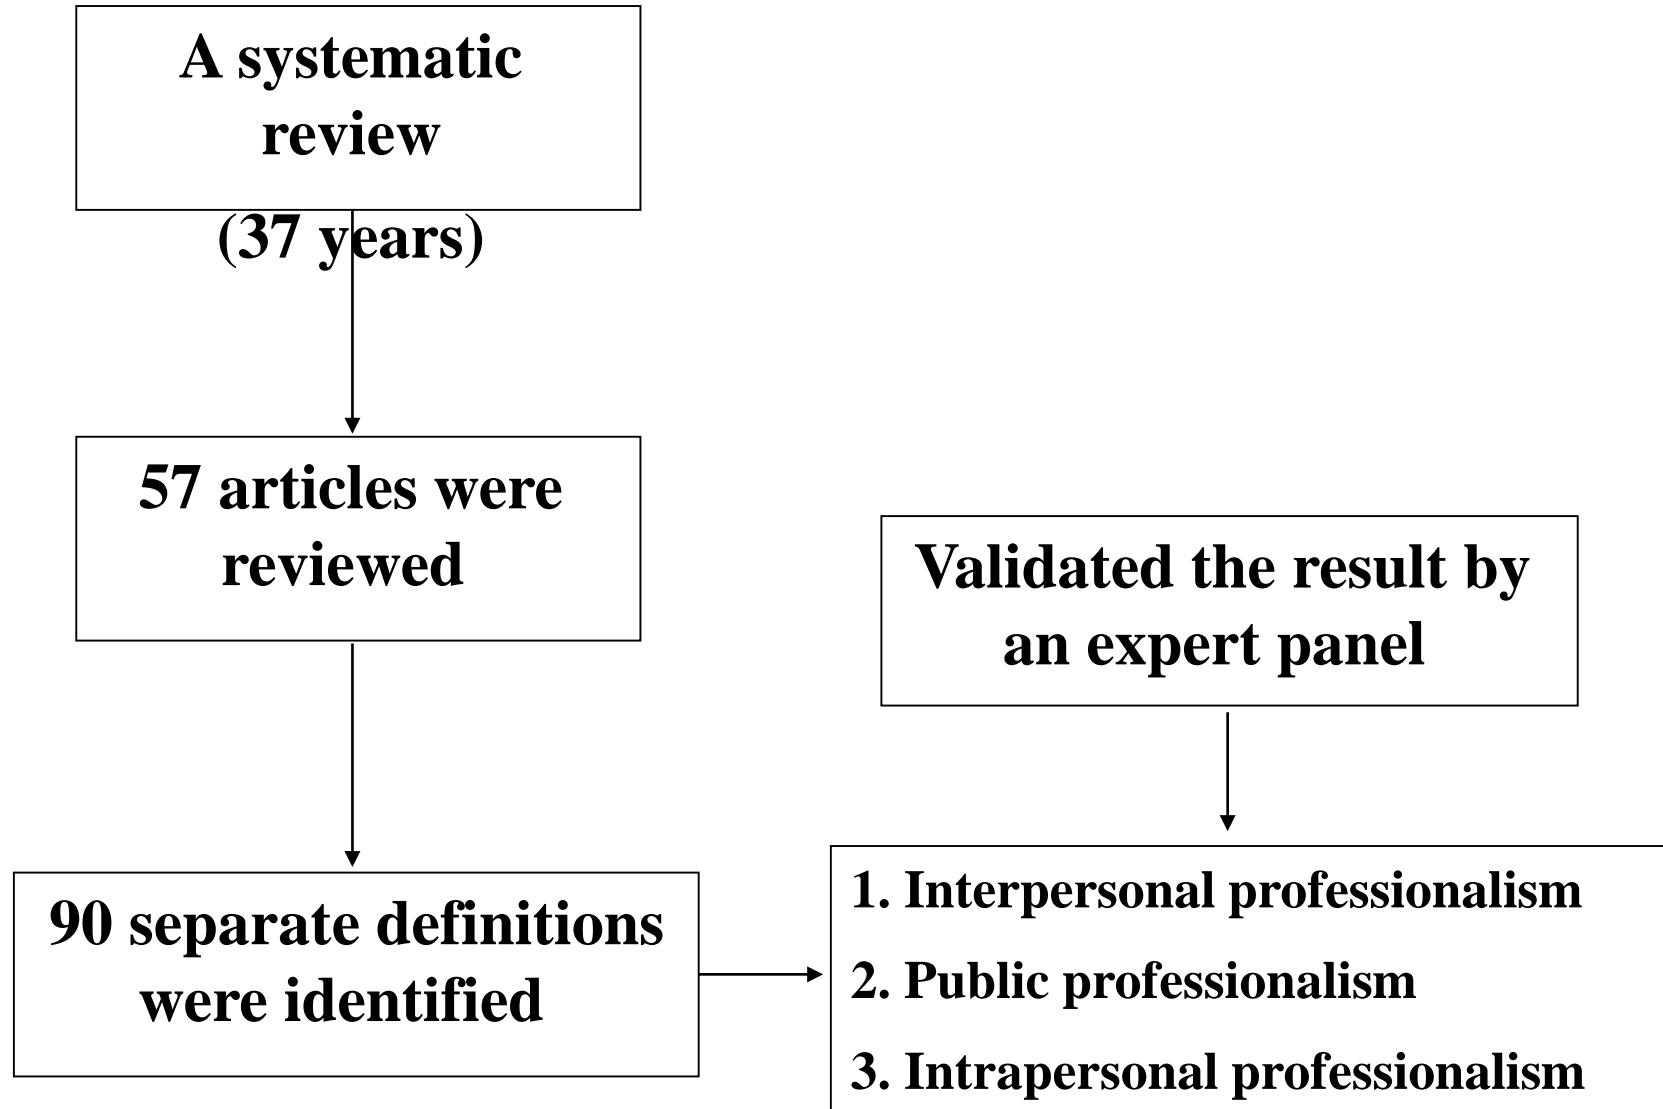 A systematic
review
(37 years)
57 articles were
reviewed
90 separate definitions
were identified
Validated the result by
an expert panel
1. Interpersonal professionalism
2. Public professionalism
3. Intrapersonal professionalism